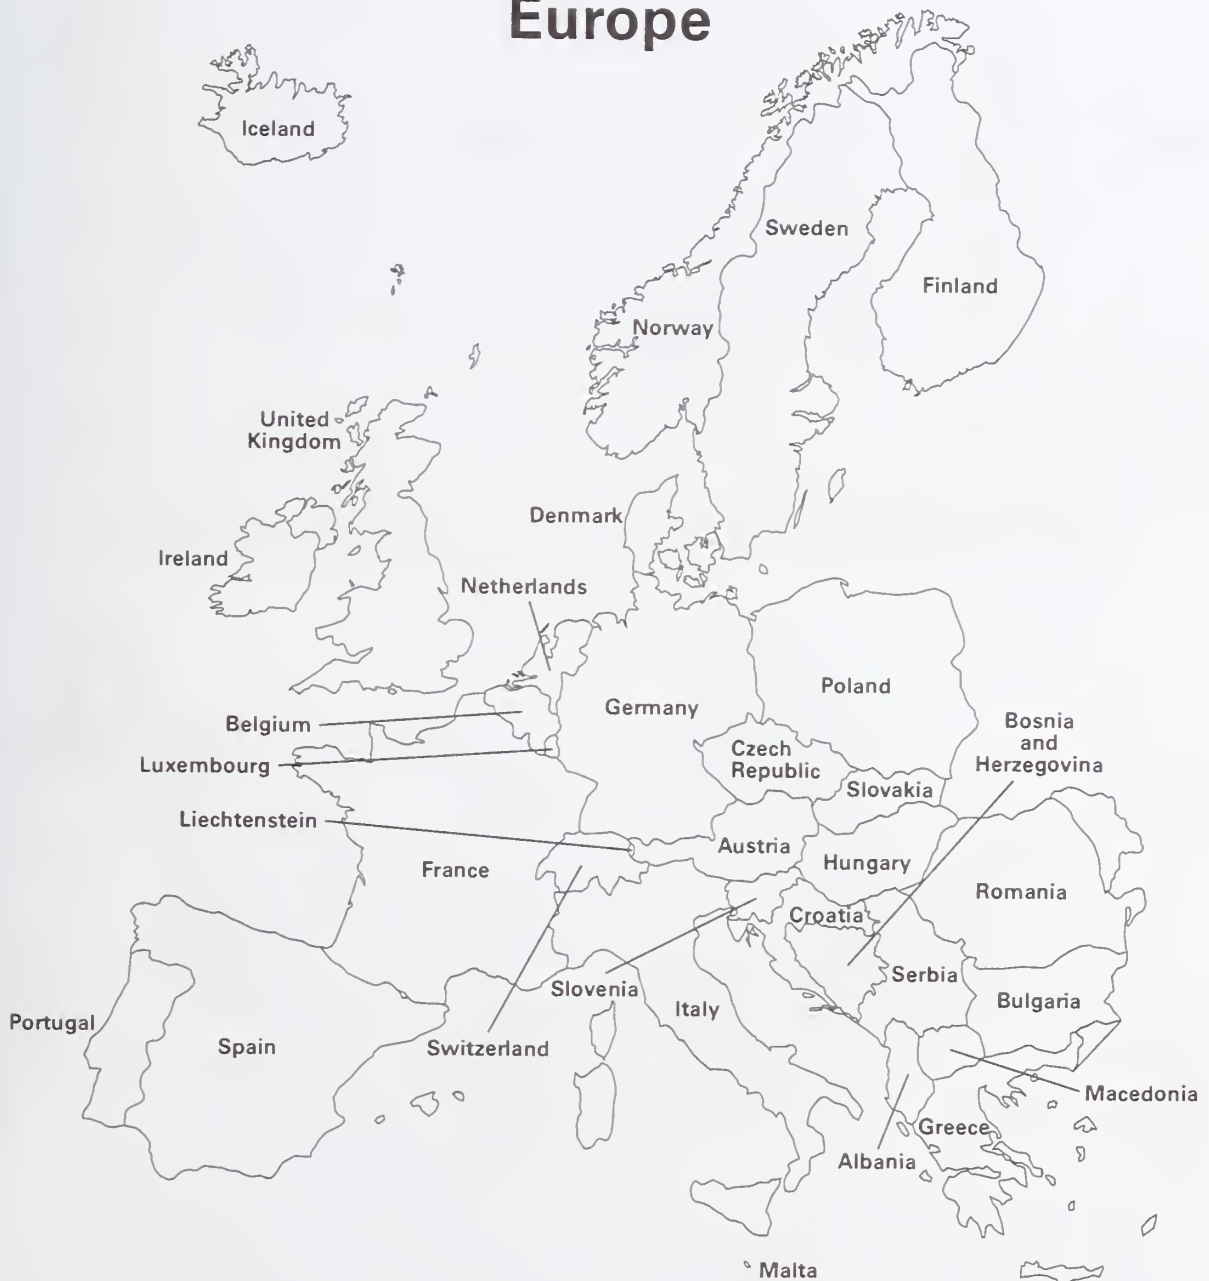 Europe
Iceland
Sweden
Finland
Norway
United
Kingdom
Denmark
Ireland
Netherlands
Poland
Germany
Belgium
Bosnia
and
Herzegovina
Czech
Republic
Luxembourg
Slovakia
Liechtenstein
Austria
Hungary
France
Romania
Croatia
Serbia
Slovenia
Bulgaria
Italy
Portugal
Spain
Switzerland
Macedonia
Greece
Albania
Malta